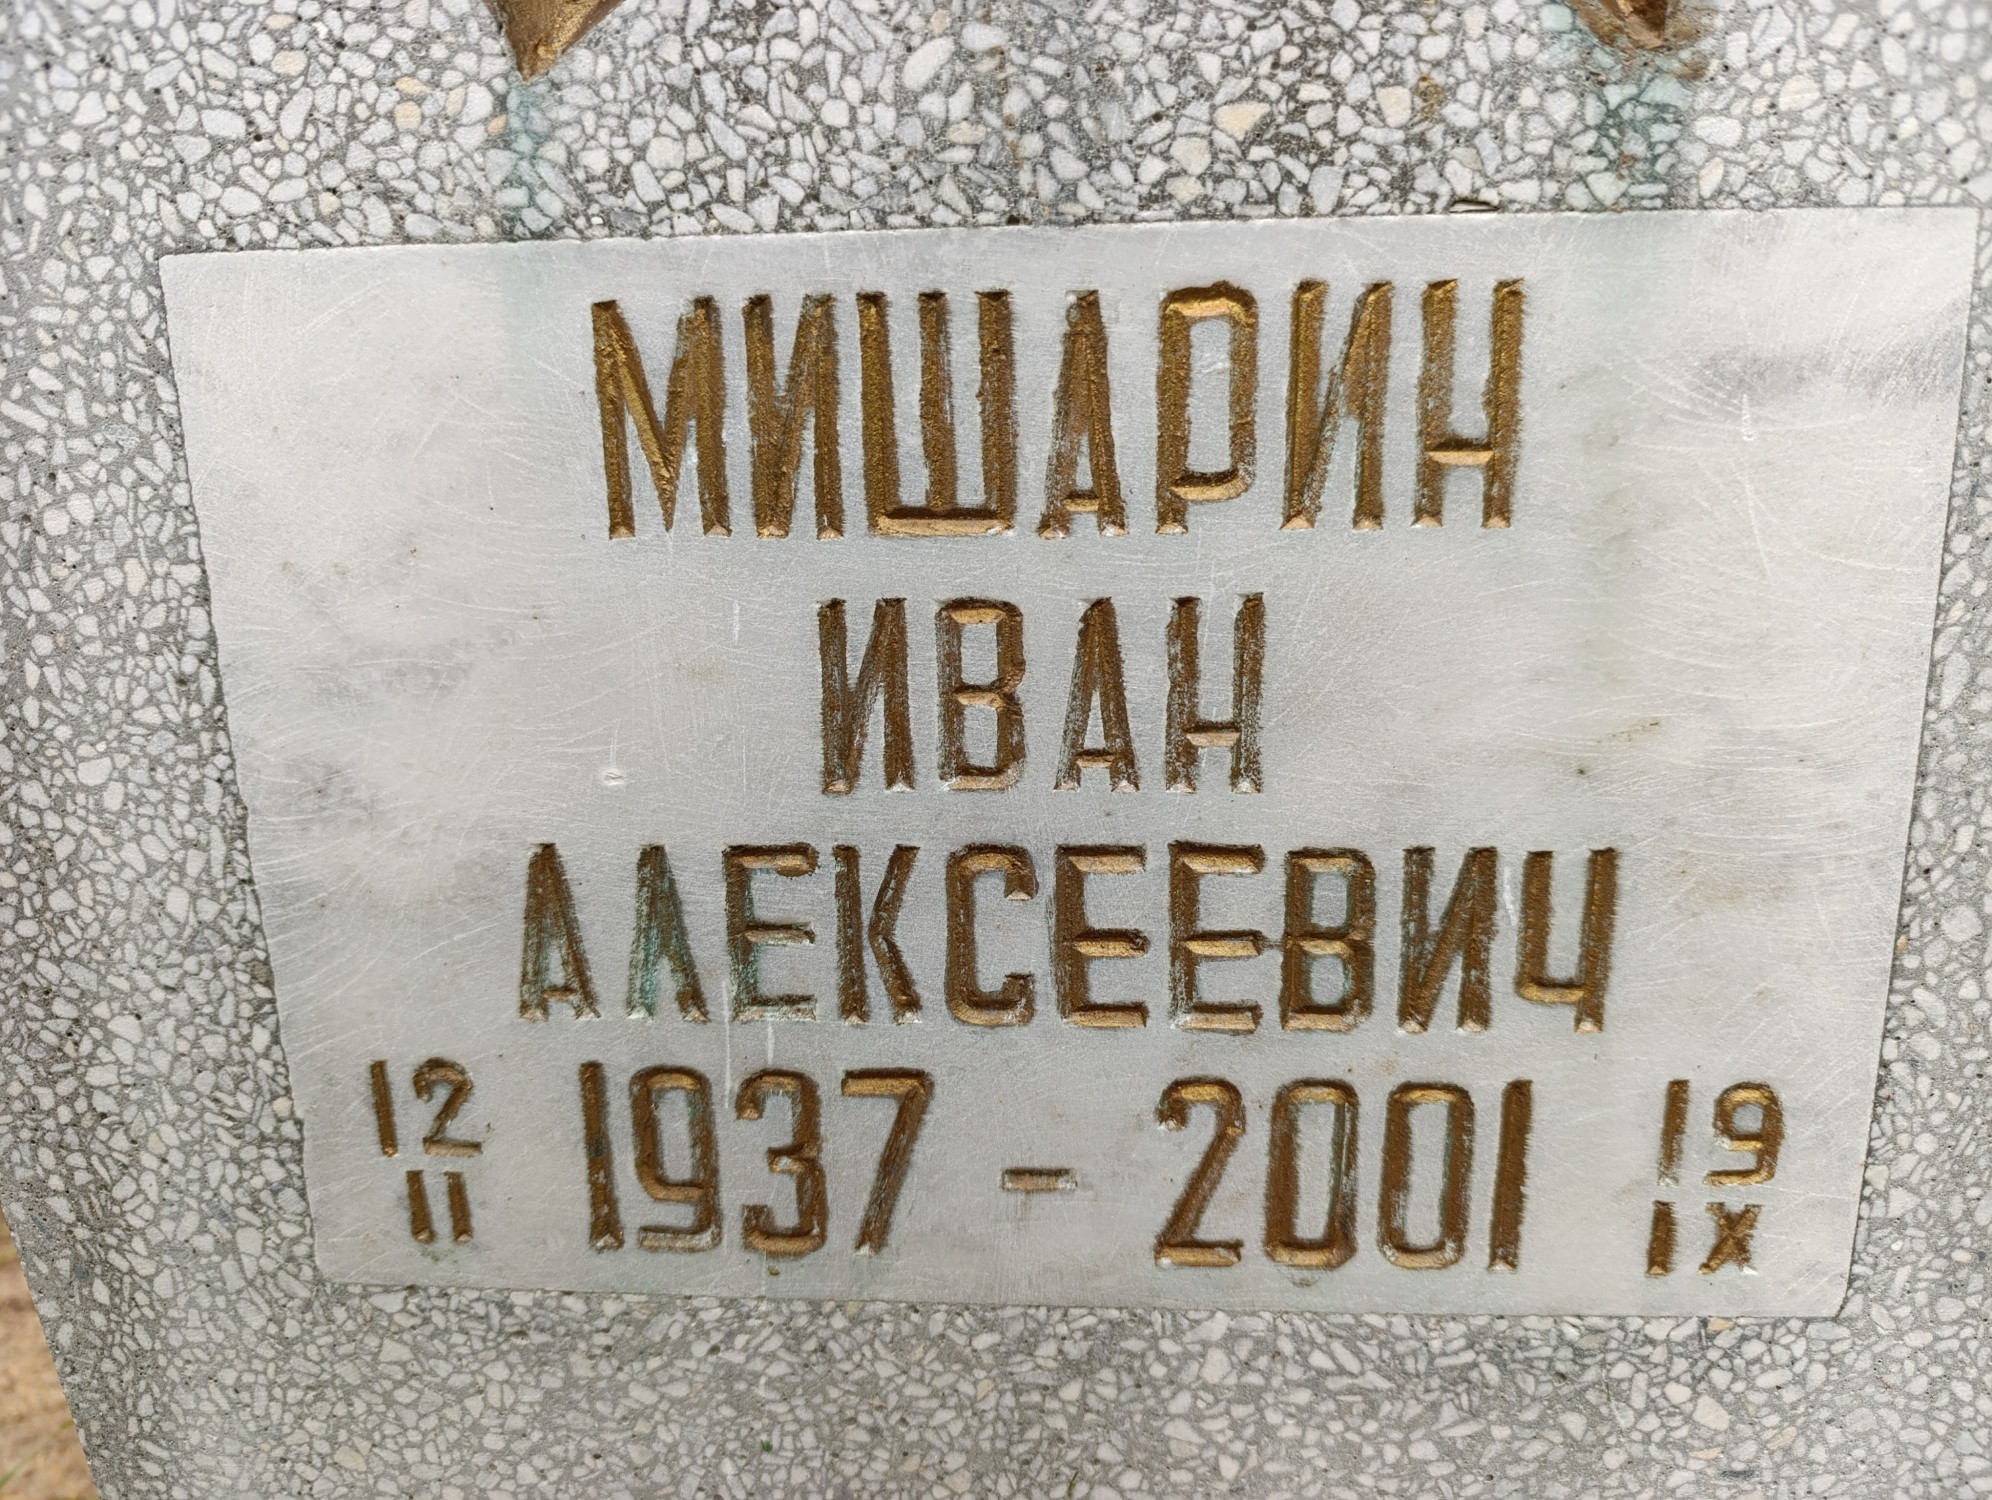 МИШАРИН
ИВАН
АЛЕКСЕЕВИЧ
12 II 1937 - 2001 19 IX